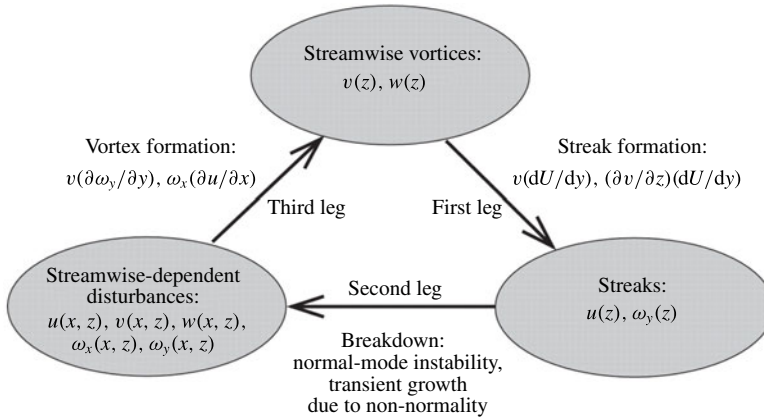 Streamwise vortices:
v(z), w(z)
Vortex formation:
v(∂ω_y/∂y), ω_x(∂u/∂x)
Third leg
Streak formation:
v(dU/dy), (∂v/∂z)(dU/dy)
First leg
Streamwise-dependent
disturbances:
u(x, z), v(x, z), w(x, z),
ω_x(x, z), ω_y(x, z)
Second leg
Breakdown:
normal-mode instability,
transient growth
due to non-normality
Streaks:
u(z), ω_y(z)